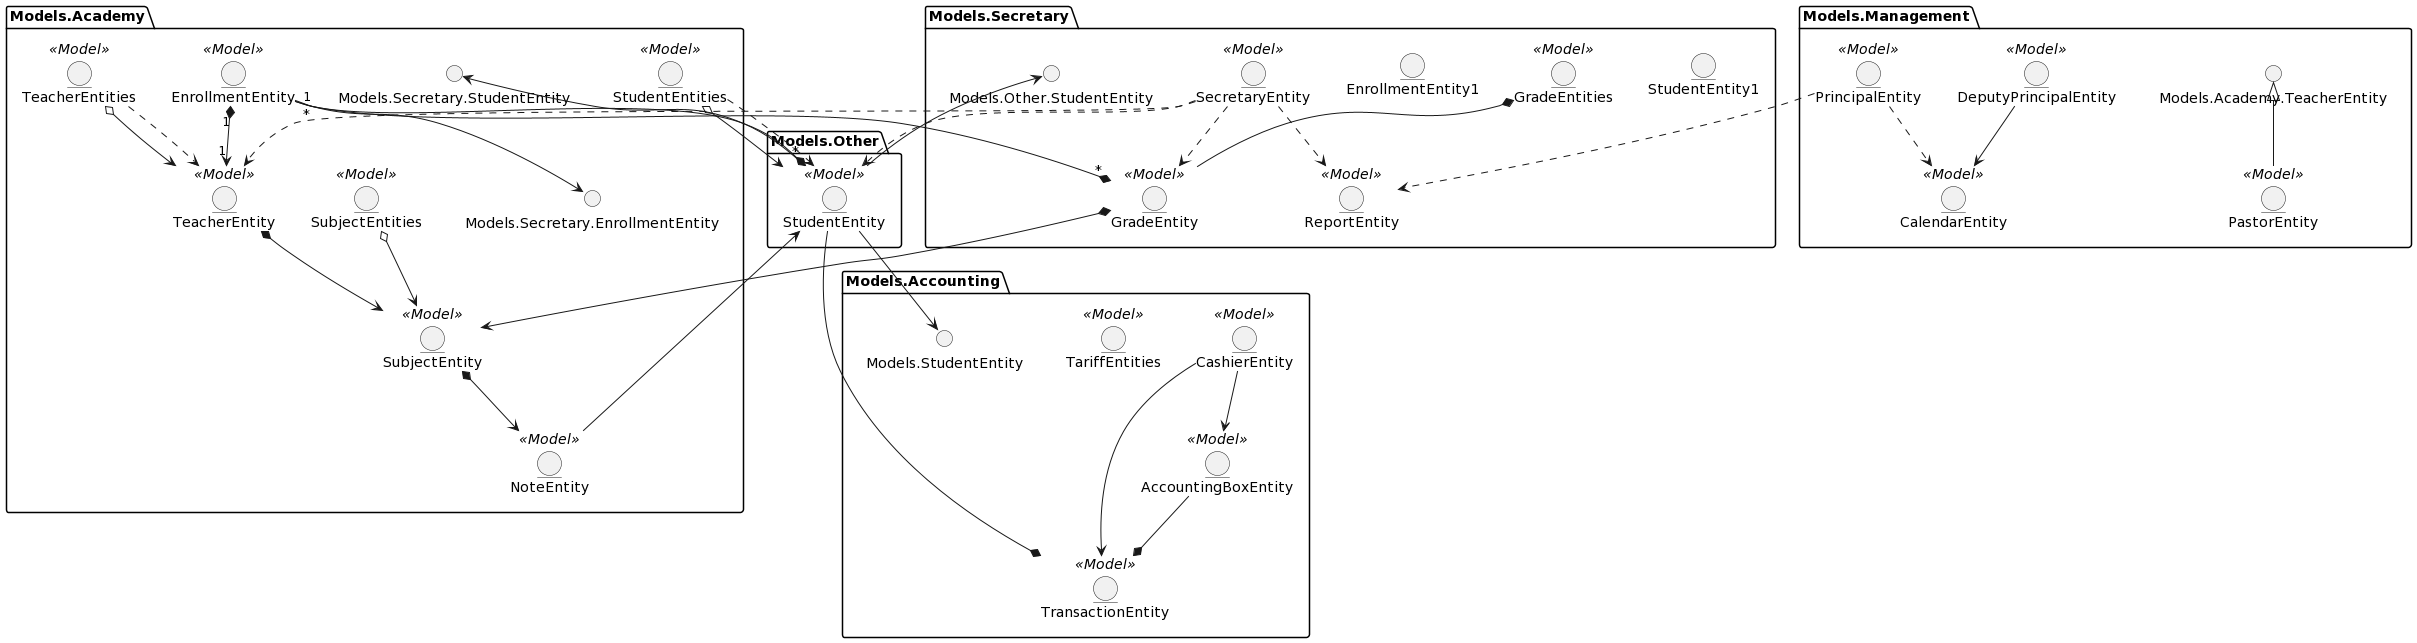 Models.Academy
Models.Secretary
Models.Management
«Model»
«Model»
«Model»
«Model»
«Model»
«Model»
«Model»
TeacherEntities
EnrollmentEntity
Models.Secretary.StudentEntity
StudentEntities
Models.Other.StudentEntity
SecretaryEntity
EnrollmentEntity1
GradeEntities
StudentEntity1
PrincipalEntity
DeputyPrincipalEntity
Models.Academy.TeacherEntity
1
*
1
Models.Other
1
*
*
«Model»
«Model»
«Model»
«Model»
«Model»
«Model»
«Model»
TeacherEntity
SubjectEntities
Models.Secretary.EnrollmentEntity
StudentEntity
GradeEntity
ReportEntity
CalendarEntity
PastorEntity
Models.Accounting
«Model»
«Model»
«Model»
SubjectEntity
Models.StudentEntity
TariffEntities
CashierEntity
«Model»
«Model»
NoteEntity
AccountingBoxEntity
«Model»
TransactionEntity